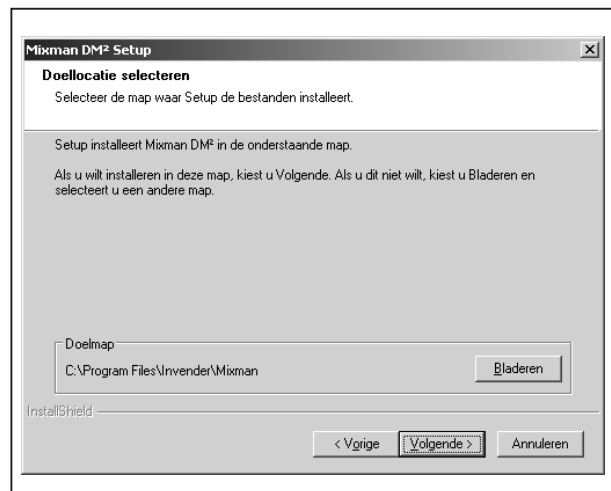 Mixman DM² Setup
Doellocatie selecteren
Selecteer de map waar Setup de bestanden installeert.
Setup installeert Mixman DM² in de onderstaande map.
Als u wilt installeren in deze map, kiest u Volgende. Als u dit niet wilt, kiest u Bladeren en
selecteert u een andere map.
Doelmap
C:\Program Files\Invender\Mixman
Bladeren
InstallShield
< Vorige
Volgende >
Annuleren